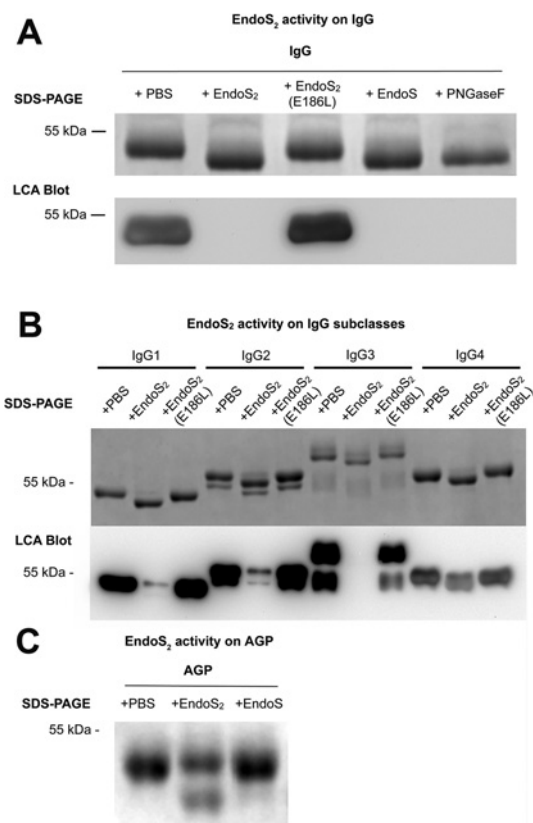 A
EndoS₂ activity on IgG
IgG
SDS-PAGE
+ PBS
+ EndoS₂
+ EndoS₂
(E186L)
+ EndoS
+ PNGaseF
55 kDa
LCA Blot
55 kDa
B
EndoS₂ activity on IgG subclasses
IgG1
IgG2
IgG3
IgG4
SDS-PAGE
+PBS
+EndoS₂
+EndoS₂
(E186L)
+PBS
+EndoS₂
+EndoS₂
(E186L)
+PBS
+EndoS₂
+EndoS₂
(E186L)
+PBS
+EndoS₂
+EndoS₂
(E186L)
55 kDa -
LCA Blot
55 kDa -
C
EndoS₂ activity on AGP
AGP
SDS-PAGE
+PBS
+EndoS₂
+EndoS
55 kDa -